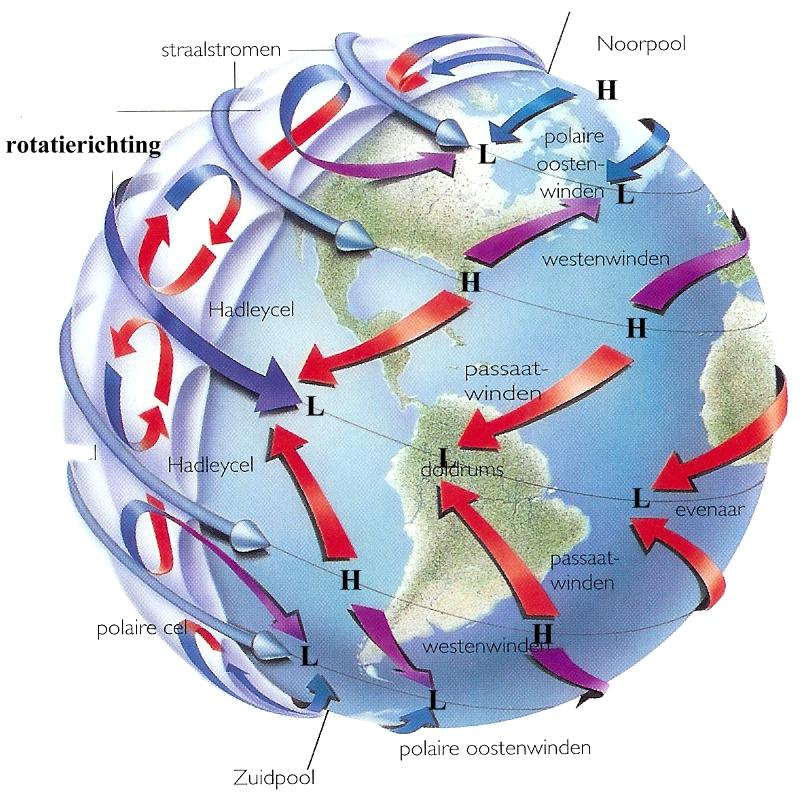 straalstromen
Noorpool
H
rotatierichting
polaire
oosten-
winden
L
L
westenwinden
H
Hadleycel
H
passaat-
winden
L
Hadleycel
L
doldrums
L
evenaar
passaat-
winden
H
polaire cel
H
westenwinden
L
L
polaire oostenwinden
Zuidpool